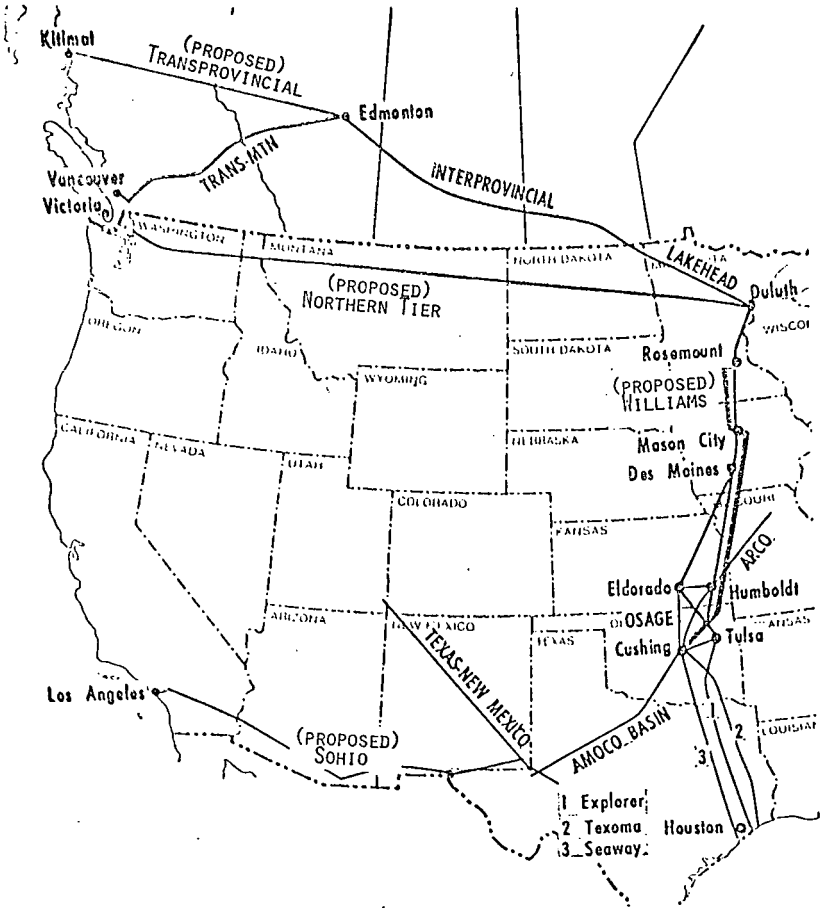 Kitimat
(PROPOSED)
TRANSPROVINCIAL
Edmonton
TRANS-MTN
INTERPROVINCIAL
Vancouver
Victoria
WASHINGTON
MONTANA
NORTH DAKOTA
LAKEHEAD
(PROPOSED)
NORTHERN TIER
Duluth
OREGON
IDAHO
SOUTH DAKOTA
WISCON
Rosemount
WYOMING
(PROPOSED)
WILLIAMS
CALIFORNIA
NEVADA
NEBRASKA
Mason City
UTAH
Des Moines
COLORADO
KANSAS
ARCO
Eldorado
Humboldt
ARIZONA
NEW MEXICO
OSAGE
TEXAS
Tulsa
Cushing
TEXAS-NEW MEXICO
Los Angeles
(PROPOSED)
SOHIO
AMOCO BASIN
1
2
3
LOUISIAN
1 Explorer
2 Texoma
3 Seaway
Houston